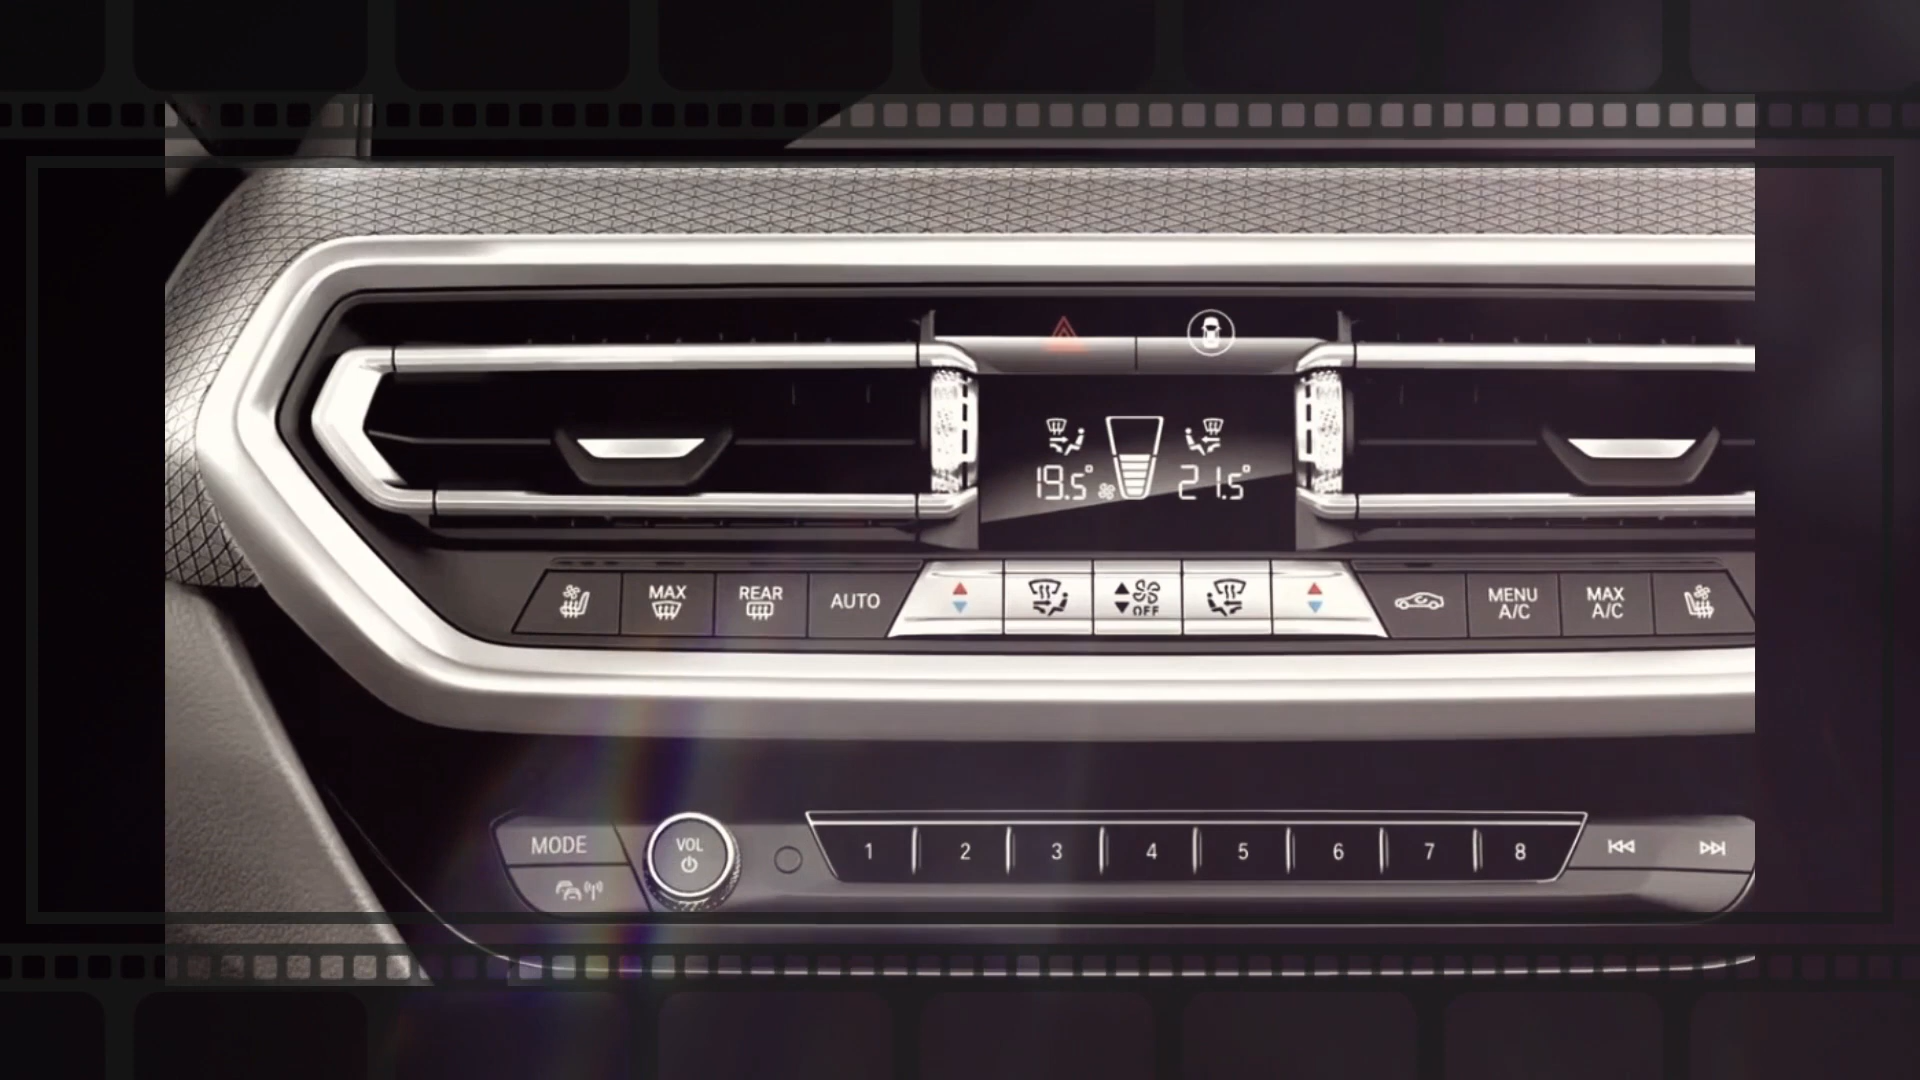 19.5° 21.5°
MAX
REAR
AUTO
OFF
MENU
A/C
MAX
A/C
MODE
VOL
1 2 3 4 5 6 7 8